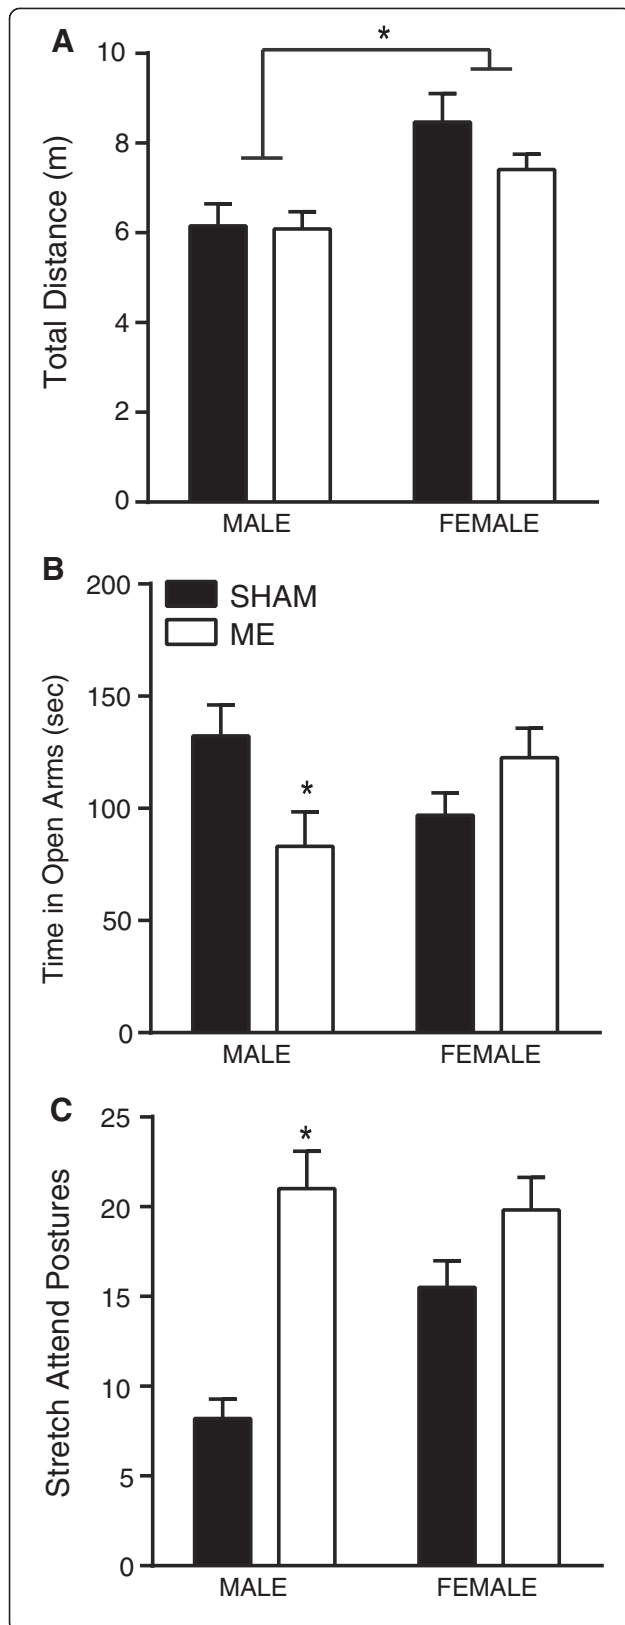 A
*
10
8
6
4
2
0
Total Distance (m)
MALE FEMALE
B
200
150
100
50
0
Time in Open Arms (sec)
SHAM
ME
*
MALE FEMALE
C
25
20
15
10
5
0
Stretch Attend Postures
*
MALE FEMALE